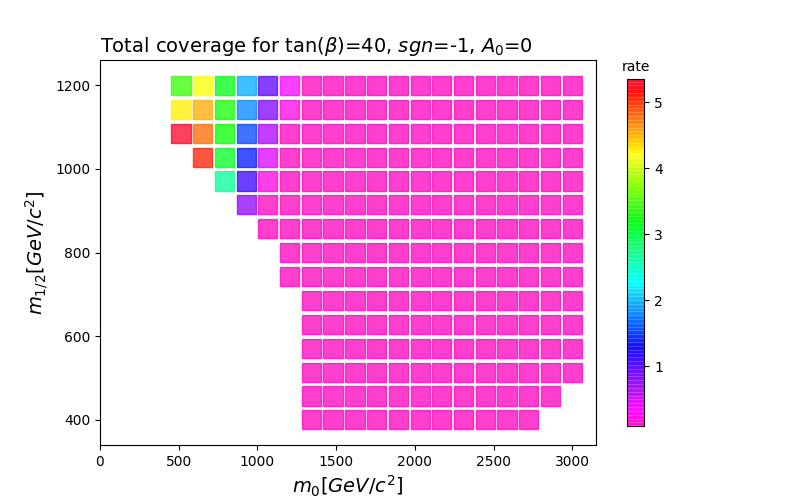 Total coverage for tan(β)=40, sgn=-1, A₀=0
rate
1200
1000
800
600
400
m₁/₂[GeV/c²]
0 500 1000 1500 2000 2500 3000
m₀[GeV/c²]
5
4
3
2
1